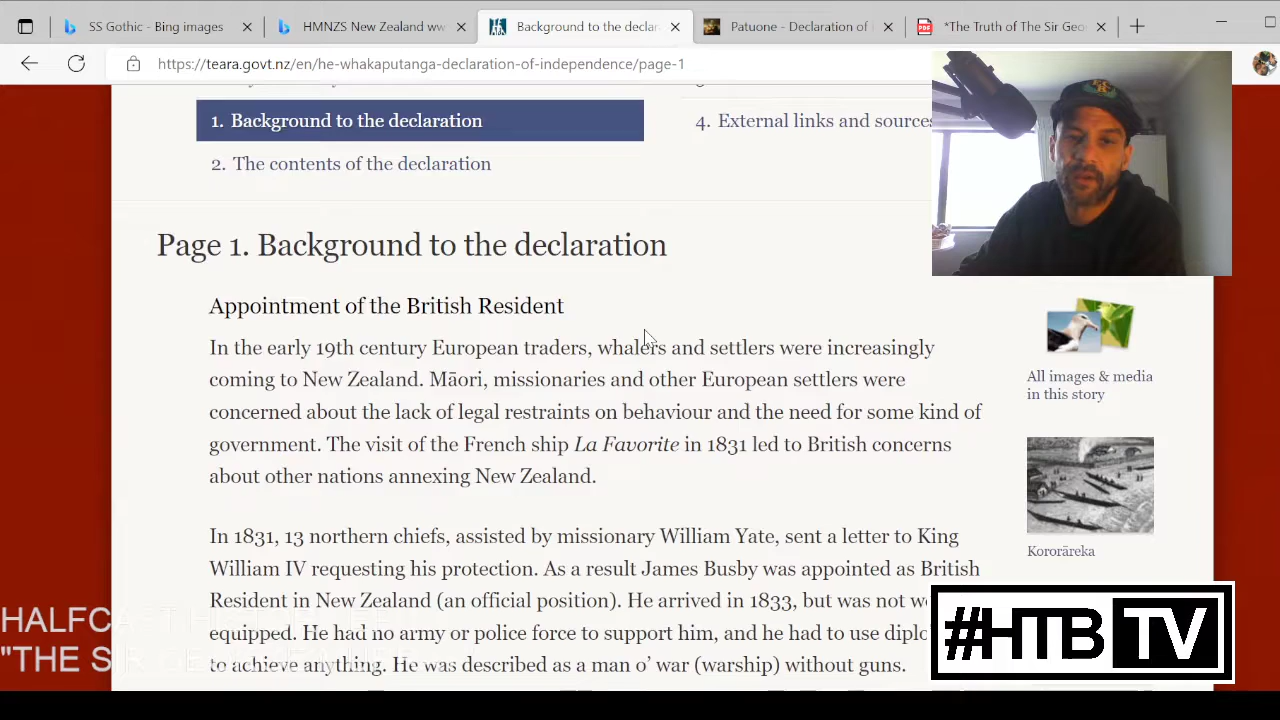 SS Gothic - Bing images
HMNZS New Zealand ww
Background to the declar
Patuone - Declaration of
*The Truth of The Sir Geo
https://teara.govt.nz/en/he-whakaputanga-declaration-of-independence/page-1
1. Background to the declaration
4. External links and sources
2. The contents of the declaration
Page 1. Background to the declaration
Appointment of the British Resident
In the early 19th century European traders, whalers and settlers were increasingly
coming to New Zealand. Māori, missionaries and other European settlers were
concerned about the lack of legal restraints on behaviour and the need for some kind of
government. The visit of the French ship La Favorite in 1831 led to British concerns
about other nations annexing New Zealand.
In 1831, 13 northern chiefs, assisted by missionary William Yate, sent a letter to King
William IV requesting his protection. As a result James Busby was appointed as British
Resident in New Zealand (an official position). He arrived in 1833, but was not w
equipped. He had no army or police force to support him, and he had to use diplo
to achieve anything. He was described as a man o' war (warship) without guns.
All images & media
in this story
Kororāreka
HALFC
"THE S
#HTB TV
PDF